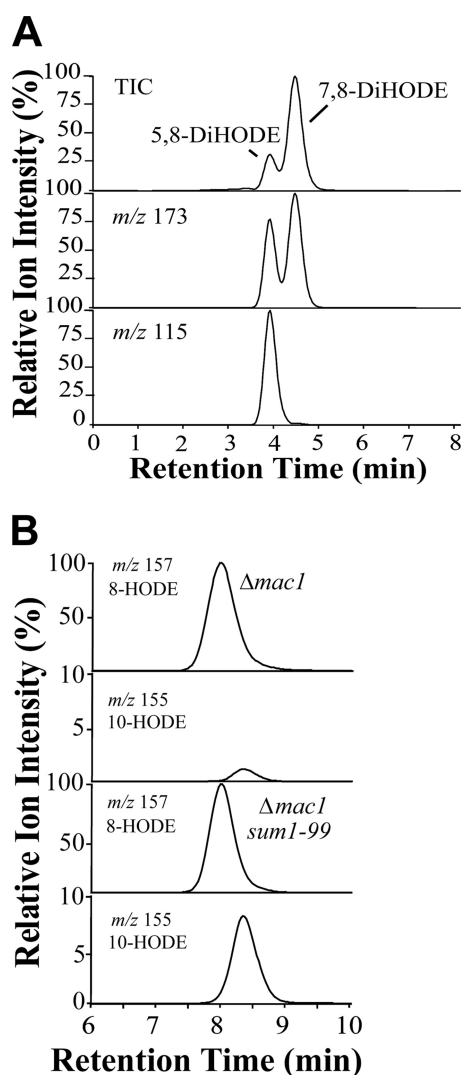 A
Relative Ion Intensity (%)
TIC
5,8-DiHODE
7,8-DiHODE
100
75
50
25
100
m/z 173
75
50
25
100
m/z 115
75
50
25
0
0 1 2 3 4 5 6 7 8
Retention Time (min)
B
Relative Ion Intensity (%)
100
m/z 157
8-HODE
Δmac1
50
10
m/z 155
10-HODE
5
100
m/z 157
8-HODE
Δmac1
sum1-99
50
10
m/z 155
10-HODE
5
0
6 7 8 9 10
Retention Time (min)